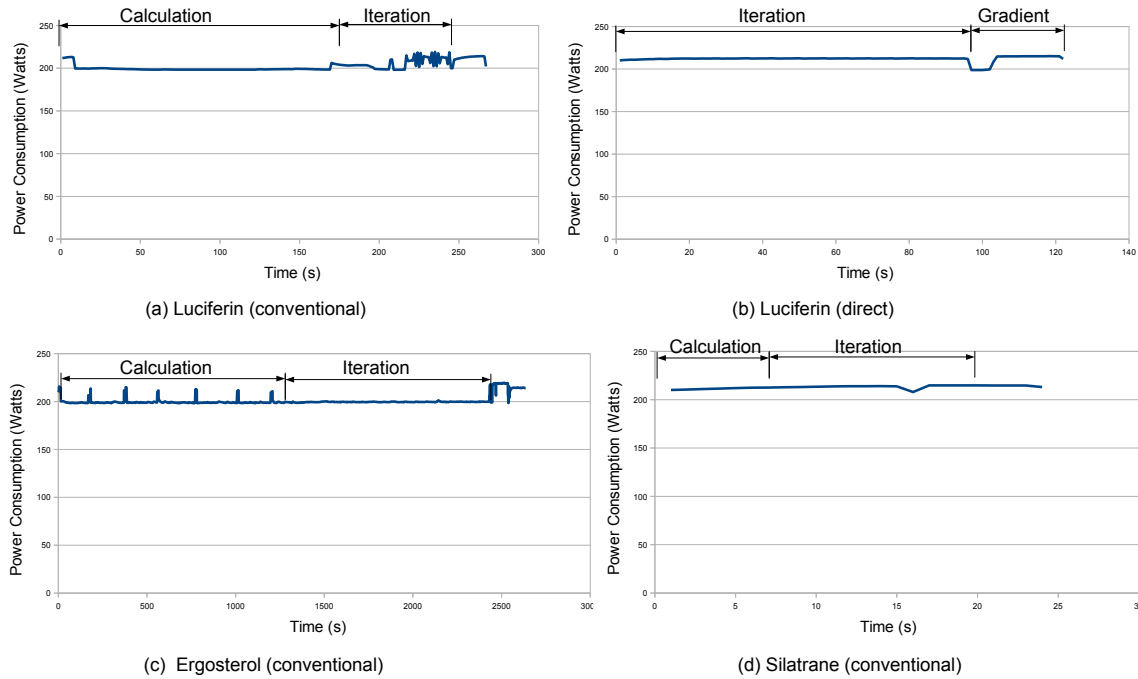 Calculation Iteration
250
200
150
100
50
0
Power Consumption (Watts)
0 50 100 150 200 250 300
Time (s)
(a) Luciferin (conventional)
Iteration Gradient
250
200
150
100
50
0
Power Consumption (Watts)
0 20 40 60 80 100 120 140
Time (s)
(b) Luciferin (direct)
Calculation Iteration
250
200
150
100
50
0
Power Consumption (Watts)
0 500 1000 1500 2000 2500
Time (s)
(c) Ergosterol (conventional)
Calculation Iteration
250
200
150
100
50
0
Power Consumption (Watts)
0 5 10 15 20 25
Time (s)
(d) Silatrane (conventional)